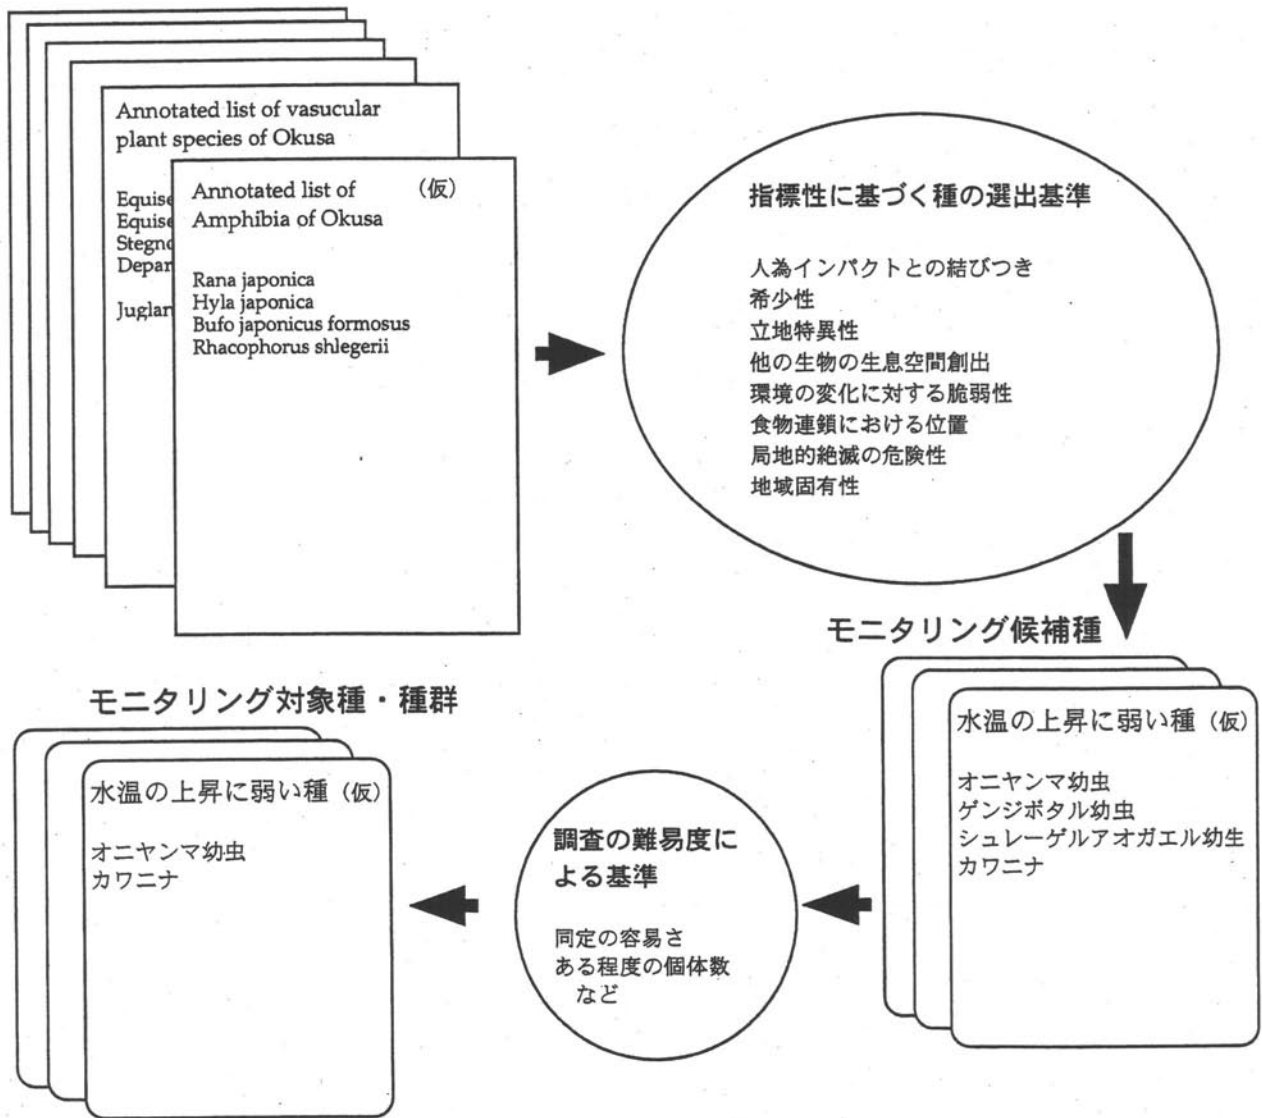 Annotated list of vasucular
plant species of Okusa
Equise
Equise
Stegno
Depar
Juglan
Annotated list of （仮）
Amphibia of Okusa
Rana japonica
Hyla japonica
Bufo japonicus formosus
Rhacophorus shlegerii
指標性に基づく種の選出基準
人為インパクトとの結びつき
希少性
立地特異性
他の生物の生息空間創出
環境の変化に対する脆弱性
食物連鎖における位置
局地的絶滅の危険性
地域固有性
モニタリング候補種
水温の上昇に弱い種（仮）
オニヤンマ幼虫
ゲンジボタル幼虫
シュレーゲルアオガエル幼生
カワニナ
調査の難易度に
よる基準
同定の容易さ
ある程度の個体数
など
モニタリング対象種・種群
水温の上昇に弱い種（仮）
オニヤンマ幼虫
カワニナ